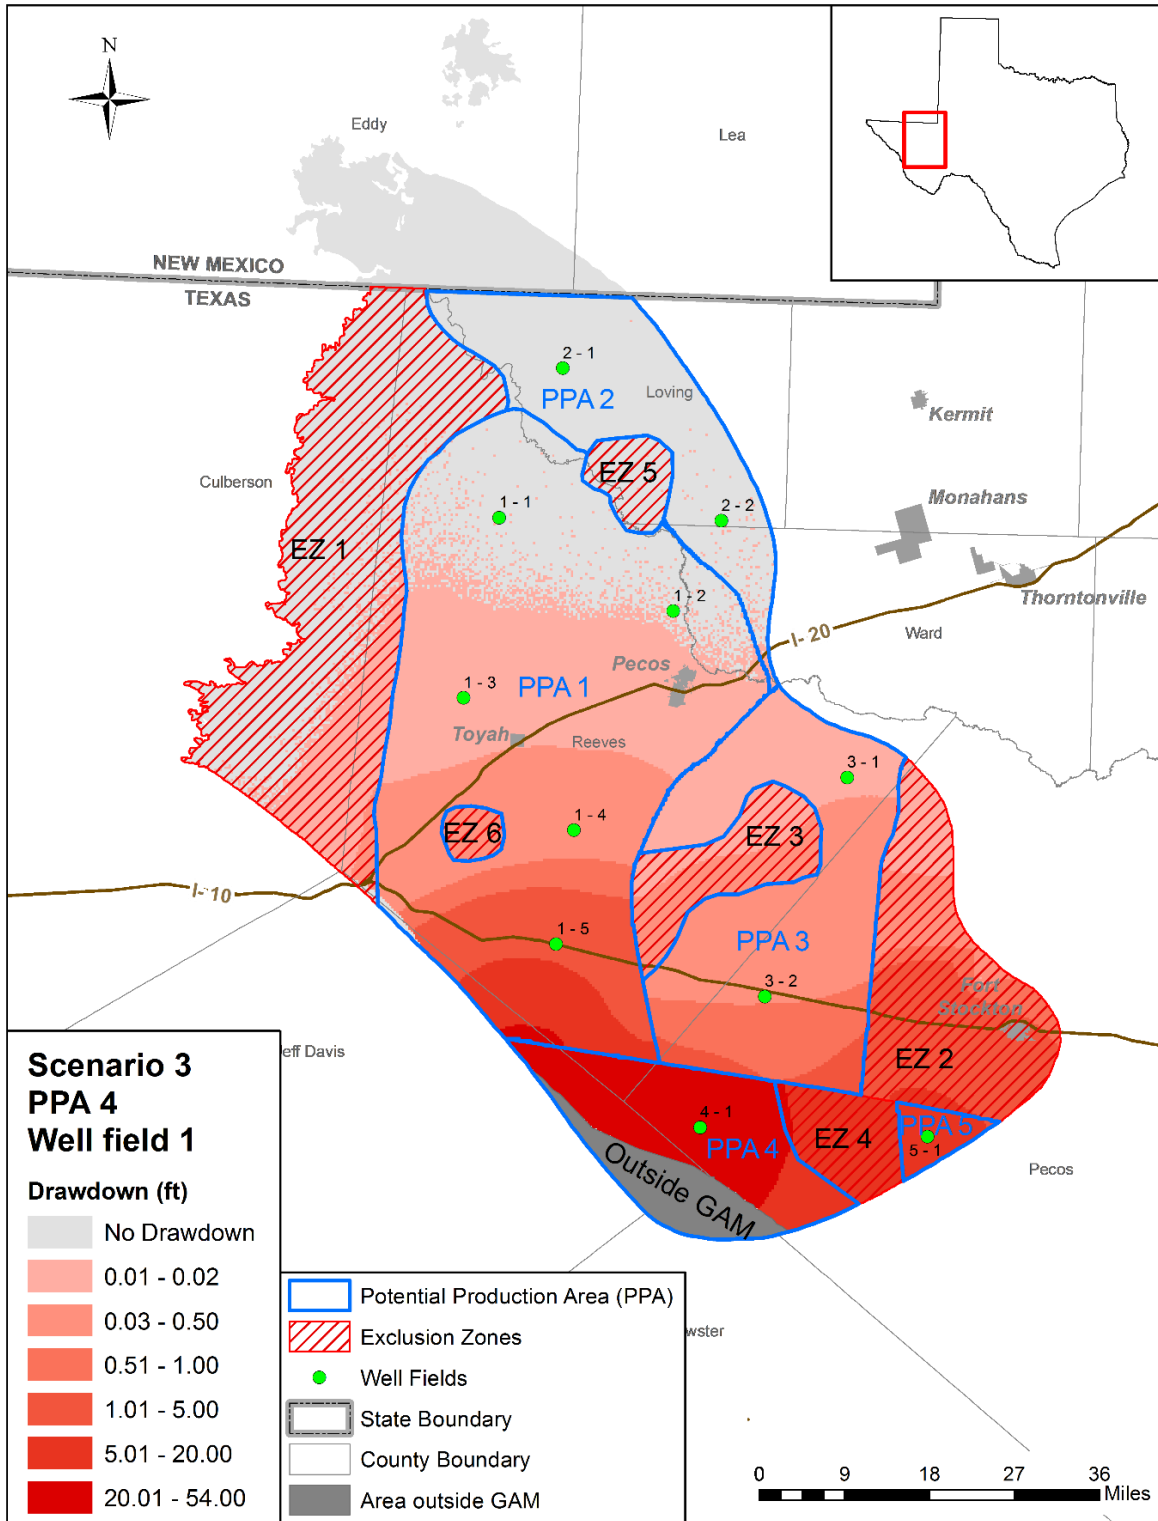 N
Eddy
Lea
NEW MEXICO
TEXAS
2 - 1
PPA 2
Loving
Kermit
EZ 5
Culberson
1 - 1
2 - 2
Monahans
EZ 1
Thorntonville
1 - 2
I- 20
Ward
Pecos
1 - 3
PPA 1
Toyah
Reeves
3 - 1
EZ 6
1 - 4
EZ 3
I- 10
1 - 5
PPA 3
3 - 2
Fort
Stockton
EZ 2
eff Davis
4 - 1
PPA 4
EZ 4
PPA 5
5 - 1
Outside GAM
Pecos
wster
Scenario 3
PPA 4
Well field 1
Drawdown (ft)
No Drawdown
0.01 - 0.02
0.03 - 0.50
0.51 - 1.00
1.01 - 5.00
5.01 - 20.00
20.01 - 54.00
Potential Production Area (PPA)
Exclusion Zones
Well Fields
State Boundary
County Boundary
Area outside GAM
0 9 18 27 36
Miles